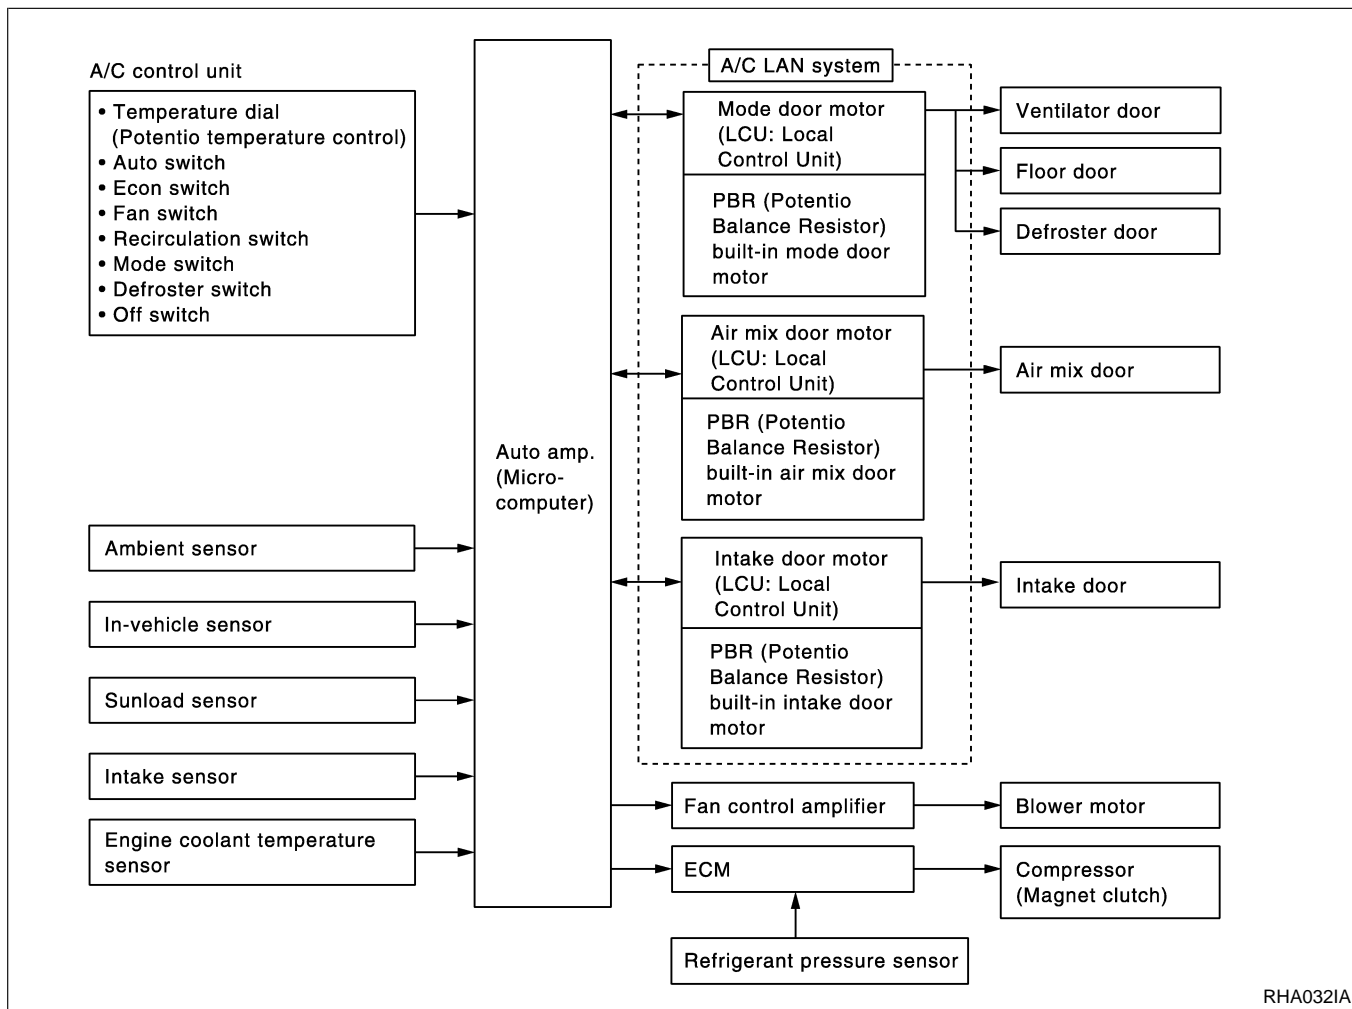 A/C control unit
• Temperature dial
(Potentio temperature control)
• Auto switch
• Econ switch
• Fan switch
• Recirculation switch
• Mode switch
• Defroster switch
• Off switch
Ambient sensor
In-vehicle sensor
Sunload sensor
Intake sensor
Engine coolant temperature
sensor
Auto amp.
(Micro-
computer)
A/C LAN system
Mode door motor
(LCU: Local
Control Unit)
PBR (Potentio
Balance Resistor)
built-in mode door
motor
Air mix door motor
(LCU: Local
Control Unit)
PBR (Potentio
Balance Resistor)
built-in air mix door
motor
Intake door motor
(LCU: Local
Control Unit)
PBR (Potentio
Balance Resistor)
built-in intake door
motor
Fan control amplifier
ECM
Refrigerant pressure sensor
Ventilator door
Floor door
Defroster door
Air mix door
Intake door
Blower motor
Compressor
(Magnet clutch)
RHA032IA